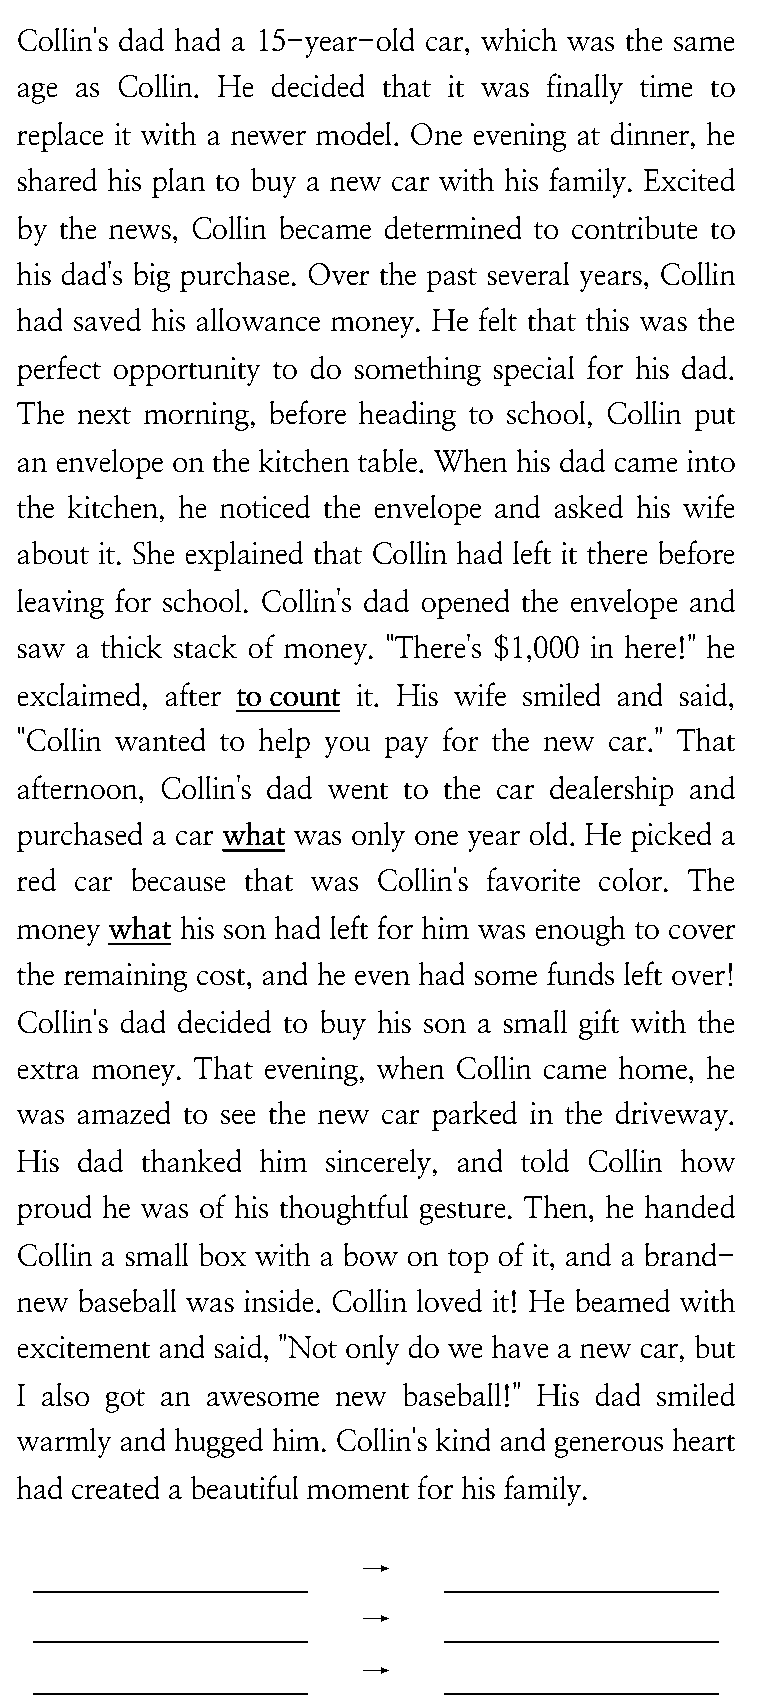 Collin's dad had a 15-year-old car, which was the same
age as Collin. He decided that it was finally time to
replace it with a newer model. One evening at dinner, he
shared his plan to buy a new car with his family. Excited
by the news, Collin became determined to contribute to
his dad's big purchase. Over the past several years, Collin
had saved his allowance money. He felt that this was the
perfect opportunity to do something special for his dad.
The next morning, before heading to school, Collin put
an envelope on the kitchen table. When his dad came into
the kitchen, he noticed the envelope and asked his wife
about it. She explained that Collin had left it there before
leaving for school. Collin's dad opened the envelope and
saw a thick stack of money. "There's $1,000 in here!" he
exclaimed, after to count it. His wife smiled and said,
"Collin wanted to help you pay for the new car." That
afternoon, Collin's dad went to the car dealership and
purchased a car what was only one year old. He picked a
red car because that was Collin's favorite color. The
money what his son had left for him was enough to cover
the remaining cost, and he even had some funds left over!
Collin's dad decided to buy his son a small gift with the
extra money. That evening, when Collin came home, he
was amazed to see the new car parked in the driveway.
His dad thanked him sincerely, and told Collin how
proud he was of his thoughtful gesture. Then, he handed
Collin a small box with a bow on top of it, and a brand-
new baseball was inside. Collin loved it! He beamed with
excitement and said, "Not only do we have a new car, but
I also got an awesome new baseball!" His dad smiled
warmly and hugged him. Collin's kind and generous heart
had created a beautiful moment for his family.
→
→
→